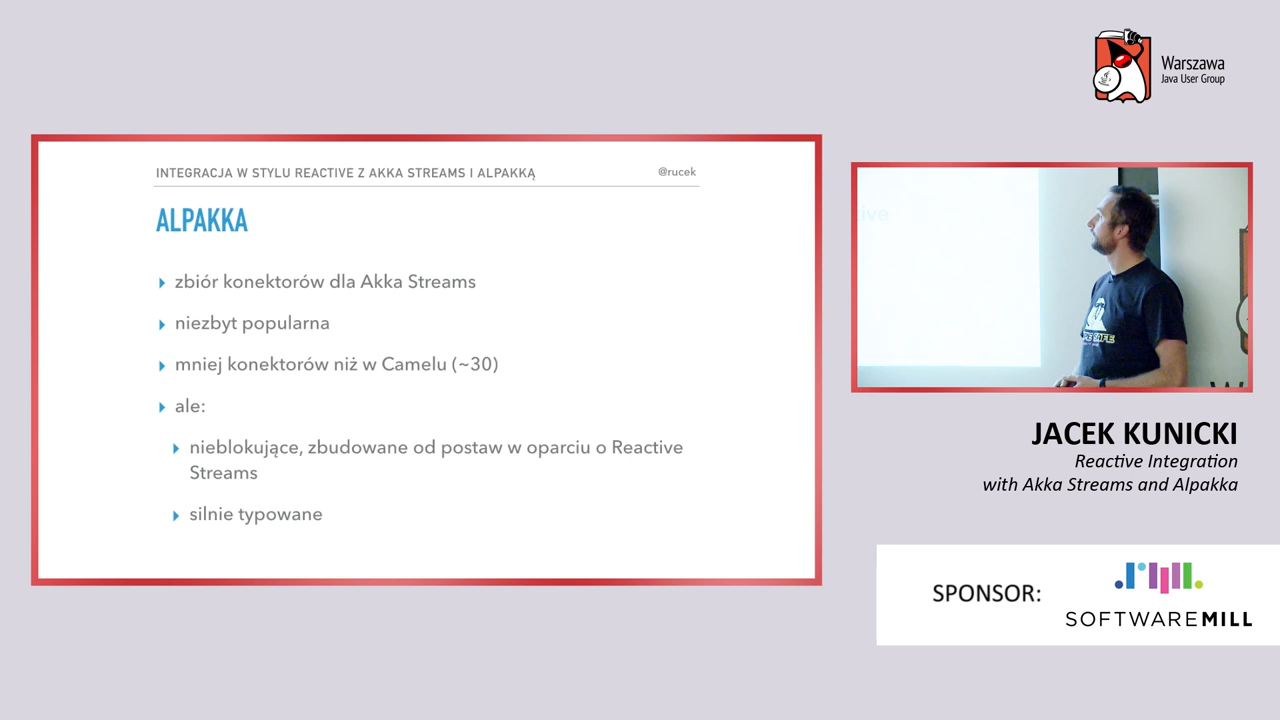 Warszawa
Java User Group
INTEGRACJA W STYLU REACTIVE Z AKKA STREAMS I ALPAKKĄ
@rucek
ALPAKKA
zbiór konektorów dla Akka Streams
niezbyt popularna
mniej konektorów niż w Camelu (~30)
ale:
nieblokujące, zbudowane od postaw w oparciu o Reactive
Streams
silnie typowane
JACEK KUNICKI
Reactive Integration
with Akka Streams and Alpakka
SPONSOR:
SOFTWAREMILL